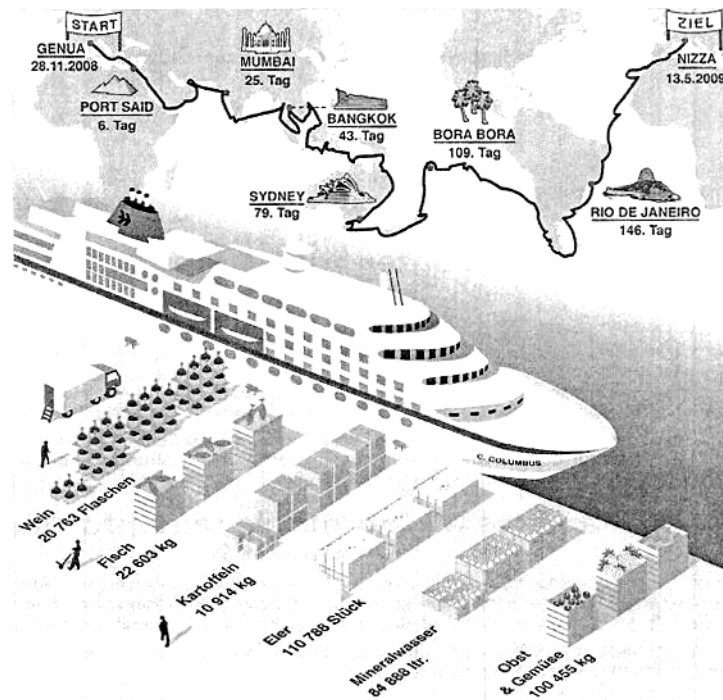 START
GENUA
28.11.2008
PORT SAID
6. Tag
MUMBAI
25. Tag
BANGKOK
43. Tag
SYDNEY
79. Tag
BORA BORA
109. Tag
RIO DE JANEIRO
146. Tag
ZIEL
NIZZA
13.5.2009
C. COLUMBUS
Wein
20 763 Flaschen
Fisch
22 603 kg
Kartoffeln
10 914 kg
Eier
110 788 Stück
Mineralwasser
84 888 ltr.
Obst
& Gemüse
100 455 kg